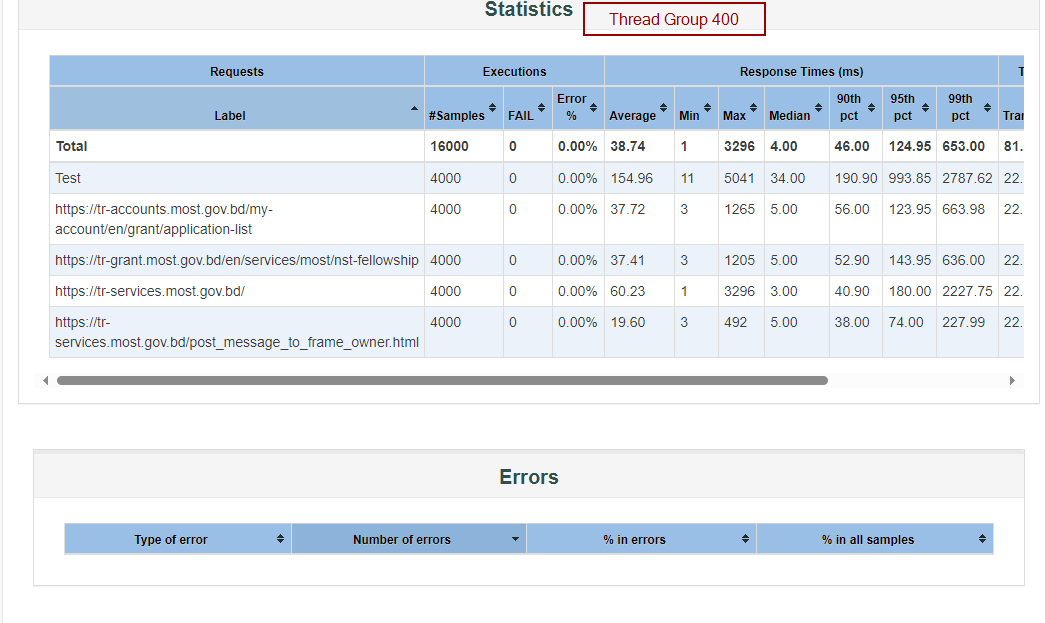 Statistics
Thread Group 400
Requests Executions Response Times (ms) T
Label #Samples FAIL Error % Average Min Max Median 90th pct 95th pct 99th pct Tran
Total 16000 0 0.00% 38.74 1 3296 4.00 46.00 124.95 653.00 81.
Test 4000 0 0.00% 154.96 11 5041 34.00 190.90 993.85 2787.62 22.
https://tr-accounts.most.gov.bd/my- 4000 0 0.00% 37.72 3 1265 5.00 56.00 123.95 663.98 22.
account/en/grant/application-list
https://tr-grant.most.gov.bd/en/services/most/nst-fellowship 4000 0 0.00% 37.41 3 1205 5.00 52.90 143.95 636.00 22.
https://tr-services.most.gov.bd/ 4000 0 0.00% 60.23 1 3296 3.00 40.90 180.00 2227.75 22.
https://tr- 4000 0 0.00% 19.60 3 492 5.00 38.00 74.00 227.99 22.
services.most.gov.bd/post_message_to_frame_owner.html
Errors
Type of error Number of errors % in errors % in all samples